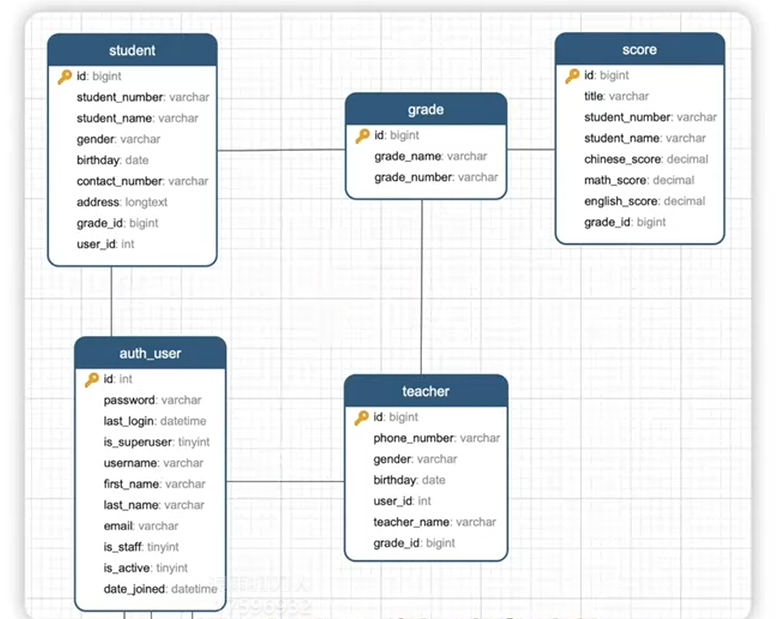 student
id: bigint
student_number: varchar
student_name: varchar
gender: varchar
birthday: date
contact_number: varchar
address: longtext
grade_id: bigint
user_id: int
grade
id: bigint
grade_name: varchar
grade_number: varchar
score
id: bigint
title: varchar
student_number: varchar
student_name: varchar
chinese_score: decimal
math_score: decimal
english_score: decimal
grade_id: bigint
auth_user
id: int
password: varchar
last_login: datetime
is_superuser: tinyint
username: varchar
first_name: varchar
last_name: varchar
email: varchar
is_staff: tinyint
is_active: tinyint
date_joined: datetime
teacher
id: bigint
phone_number: varchar
gender: varchar
birthday: date
user_id: int
teacher_name: varchar
grade_id: bigint